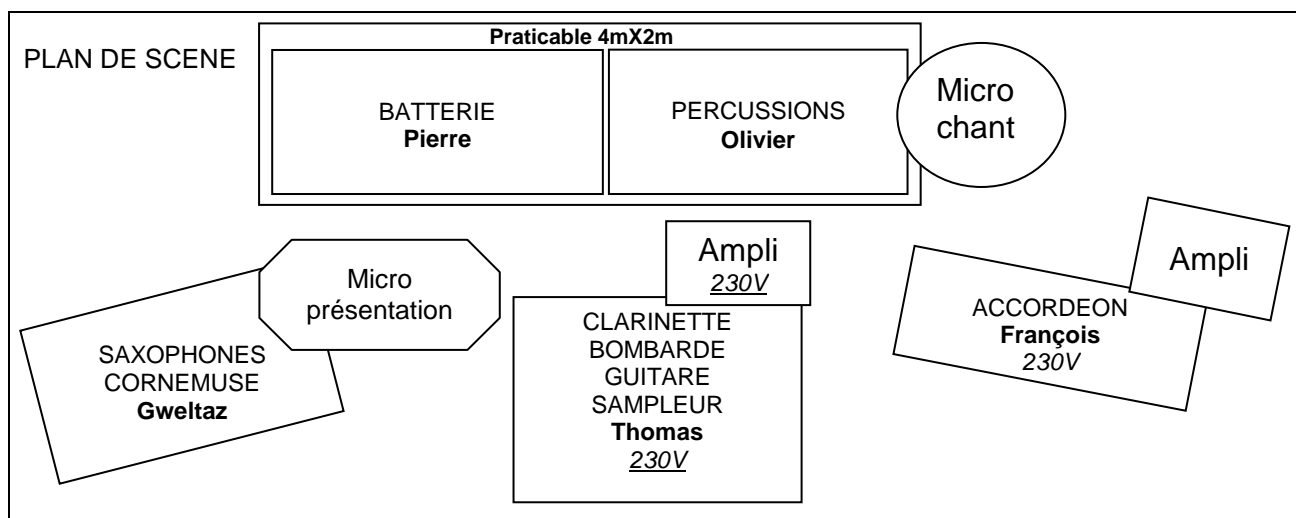 PLAN DE SCENE
Praticable 4mX2m
BATTERIE
Pierre
PERCUSSIONS
Olivier
Micro
chant
Micro
présentation
SAXOPHONES
CORNEMUSE
Gweltaz
Ampli
230V
CLARINETTE
BOMBARDE
GUITARE
SAMPLEUR
Thomas
230V
Ampli
ACCORDEON
François
230V